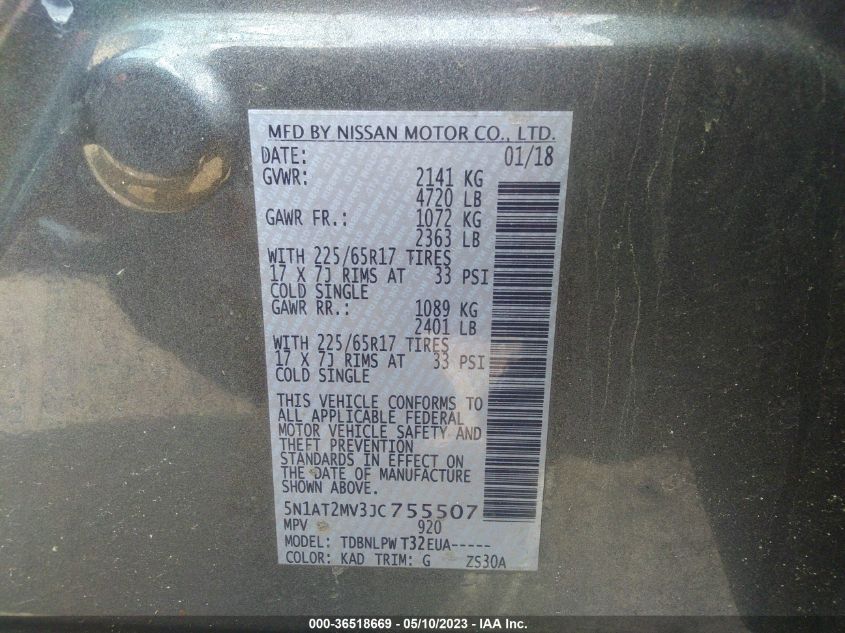 MFD BY NISSAN MOTOR CO., LTD.
DATE: 01/18
GVWR: 2141 KG
4720 LB
GAWR FR.: 1072 KG
2363 LB
WITH 225/65R17 TIRES
17 X 7J RIMS AT 33 PSI
COLD SINGLE
GAWR RR.: 1089 KG
2401 LB
WITH 225/65R17 TIRES
17 X 7J RIMS AT 33 PSI
COLD SINGLE
THIS VEHICLE CONFORMS TO
ALL APPLICABLE FEDERAL
MOTOR VEHICLE SAFETY AND
THEFT PREVENTION
STANDARDS IN EFFECT ON
THE DATE OF MANUFACTURE
SHOWN ABOVE.
5N1AT2MV3JC755507
MPV 920
MODEL: TDBNLPW T32EUA-----
COLOR: KAD TRIM: G ZS30A
000-36518669 - 05/10/2023 - IAA Inc.